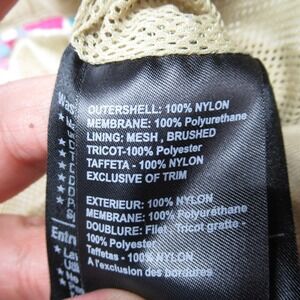 OUTERSHELL: 100% NYLON
MEMBRANE: 100% Polyurethane
LINING: MESH , BRUSHED
TRICOT-100% Polyester
TAFFETA - 100% NYLON
EXCLUSIVE OF TRIM
EXTERIEUR: 100% NYLON
MEMBRANE: 100% Polyuréthane
DOUBLURE: Filet, Tricot gratte -
100% Polyester
Taffetas - 100% NYLON
A l'exclusion des bordures